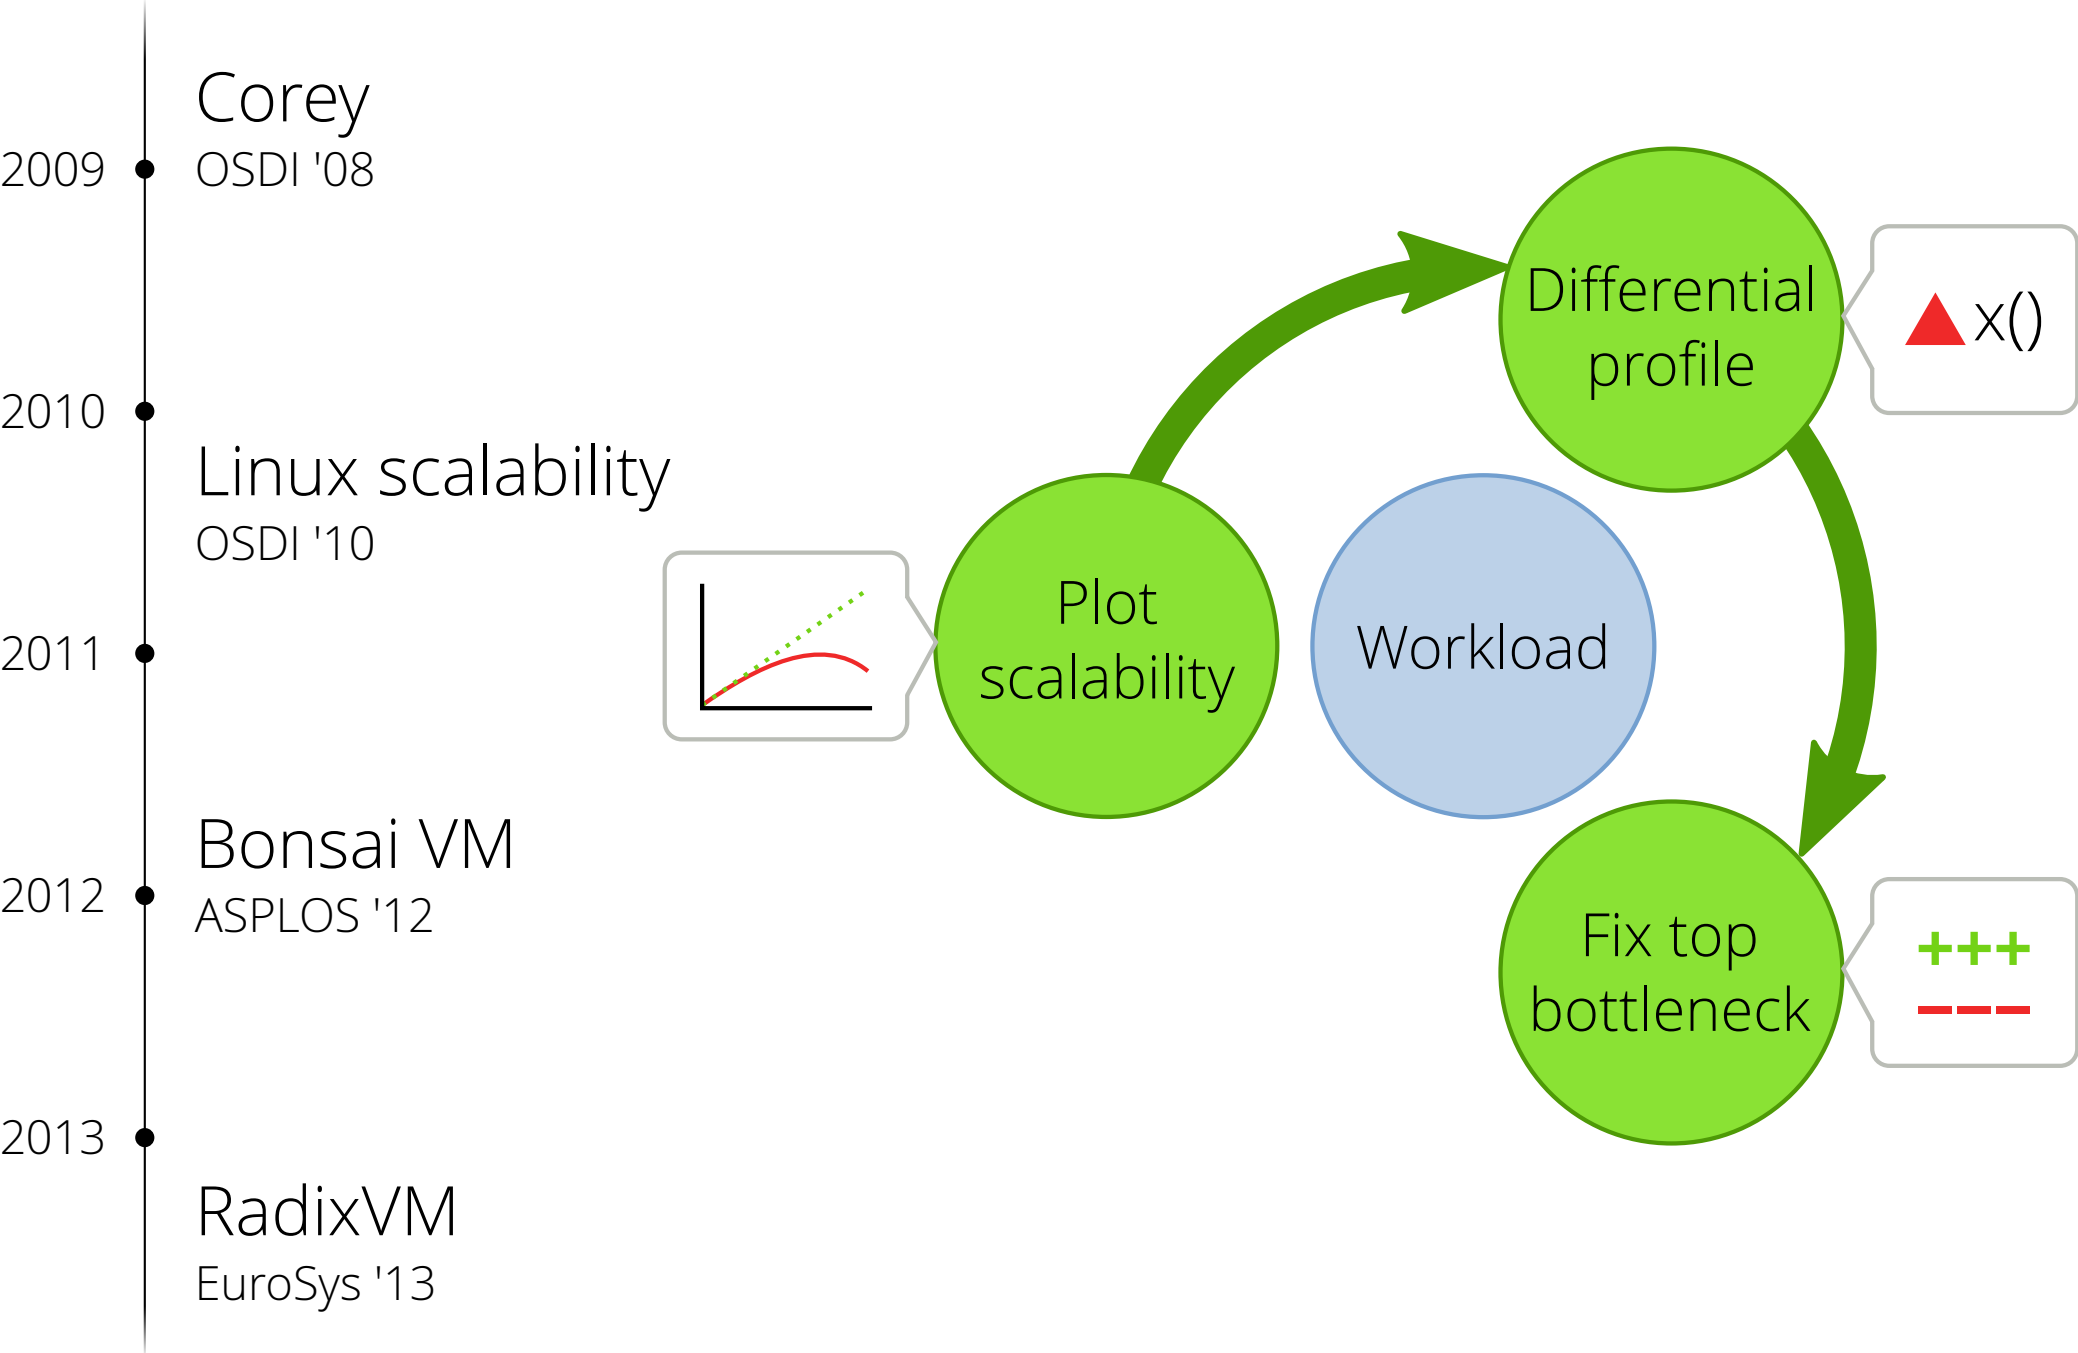 Corey
2009
OSDI '08
2010
Linux scalability
OSDI '10
2011
Bonsai VM
2012
ASPLOS '12
2013
RadixVM
EuroSys '13
Plot
scalability
Differential
profile
x()
Workload
Fix top
bottleneck
+++
---